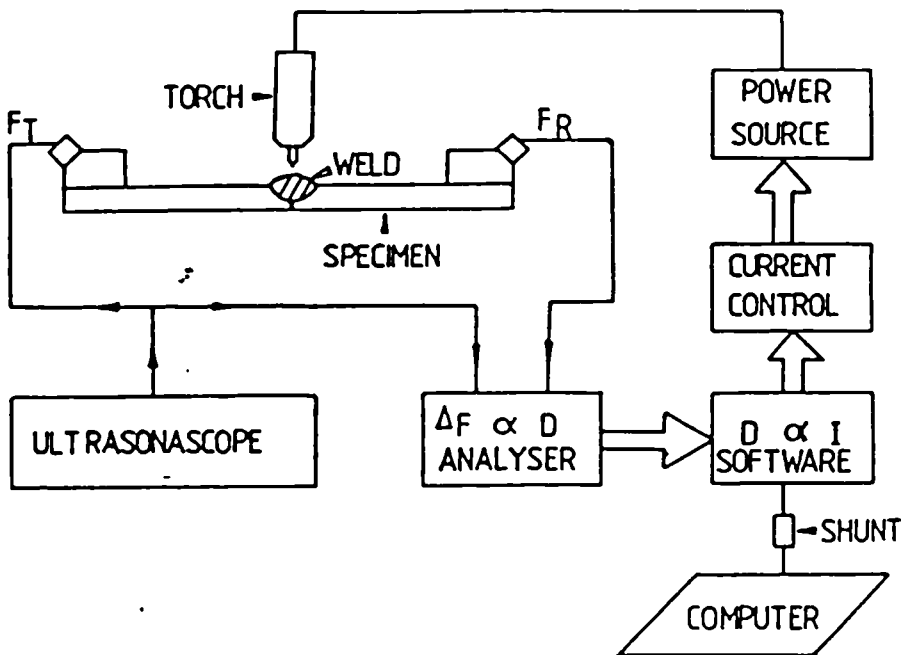 TORCH
POWER
SOURCE
FT
FR
WELD
SPECIMEN
CURRENT
CONTROL
ULTRASONASCOPE
ΔF ∝ D
ANALYSER
D ∝ I
SOFTWARE
SHUNT
COMPUTER